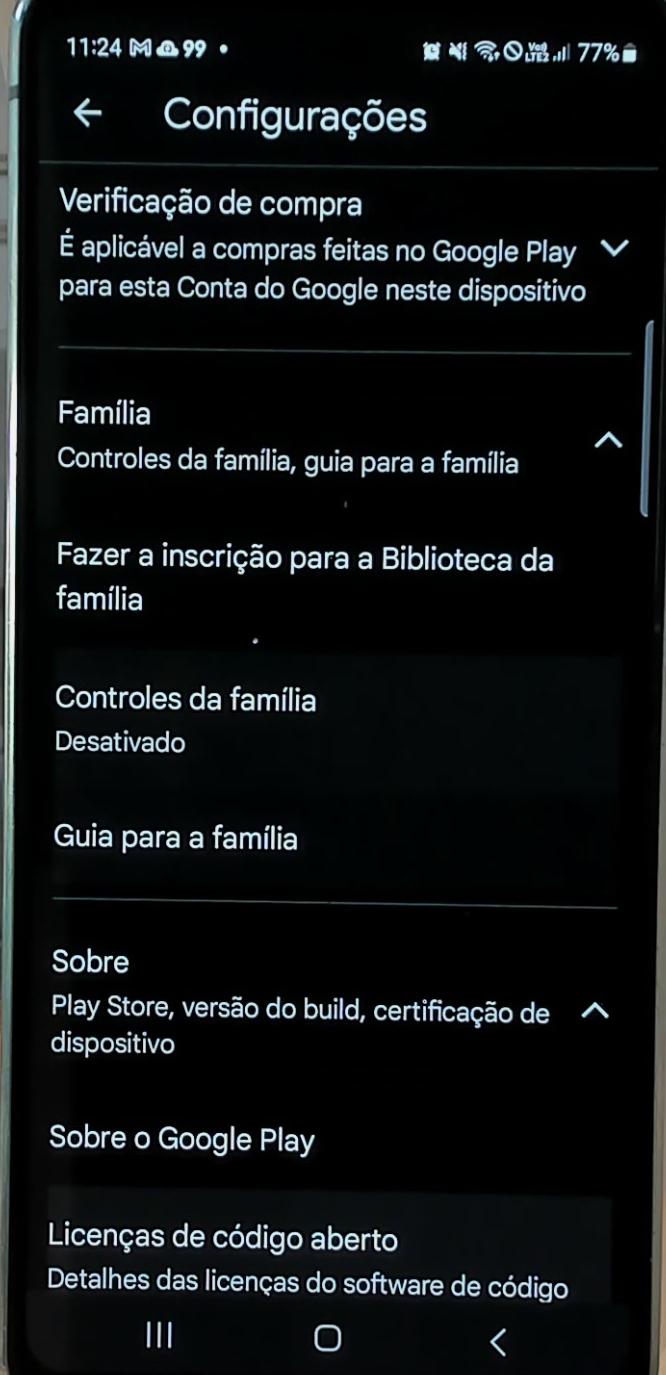 11:24 99 •
Vo) LTE2 77%
Configurações
Verificação de compra
É aplicável a compras feitas no Google Play
para esta Conta do Google neste dispositivo
Família
Controles da família, guia para a família
Fazer a inscrição para a Biblioteca da
família
Controles da família
Desativado
Guia para a família
Sobre
Play Store, versão do build, certificação de
dispositivo
Sobre o Google Play
Licenças de código aberto
Detalhes das licenças do software de código